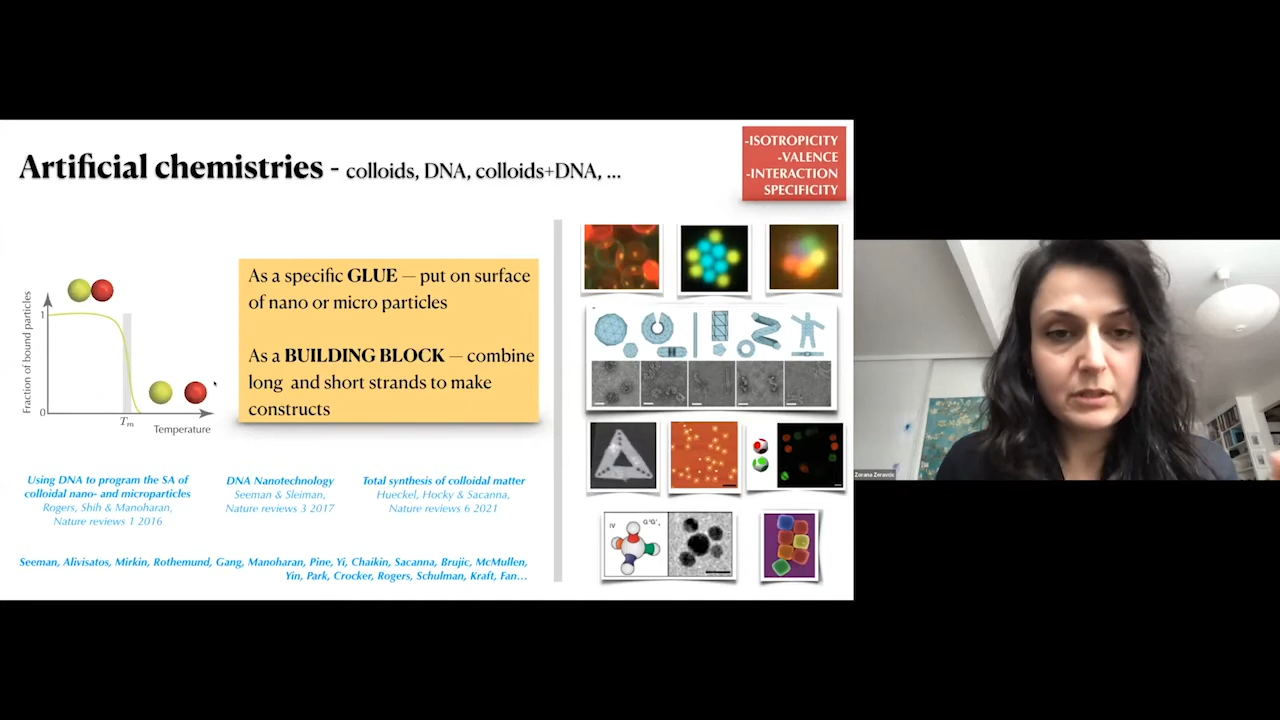 Artificial chemistries - colloids, DNA, colloids+DNA, ...
-ISOTROPICITY
-VALENCE
-INTERACTION
SPECIFICITY
As a specific GLUE – put on surface
of nano or micro particles
As a BUILDING BLOCK – combine
long and short strands to make
constructs
Fraction of bound particles
1
0
Tm
Temperature
Using DNA to program the SA of
colloidal nano- and microparticles
Rogers, Shih & Manoharan,
Nature reviews 1 2016
DNA Nanotechnology
Seeman & Sleiman,
Nature reviews 3 2017
Total synthesis of colloidal matter
Hueckel, Hocky & Sacanna,
Nature reviews 6 2021
Seeman, Alivisatos, Mirkin, Rothemund, Gang, Manoharan, Pine, Yi, Chaikin, Sacanna, Brujic, McMullen,
Yin, Park, Crocker, Rogers, Schulman, Kraft, Fan...
IV
Zorana Zeravcic